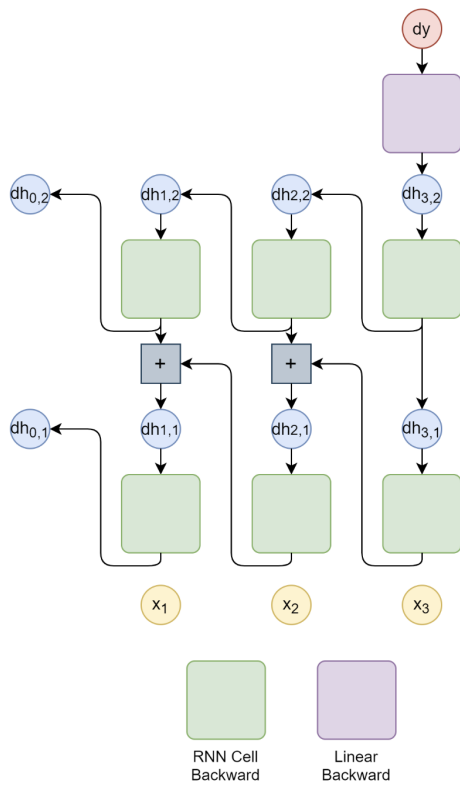 dy
dh0,2
dh1,2
dh2,2
dh3,2
+
+
dh0,1
dh1,1
dh2,1
dh3,1
x1
x2
x3
RNN Cell
Backward
Linear
Backward